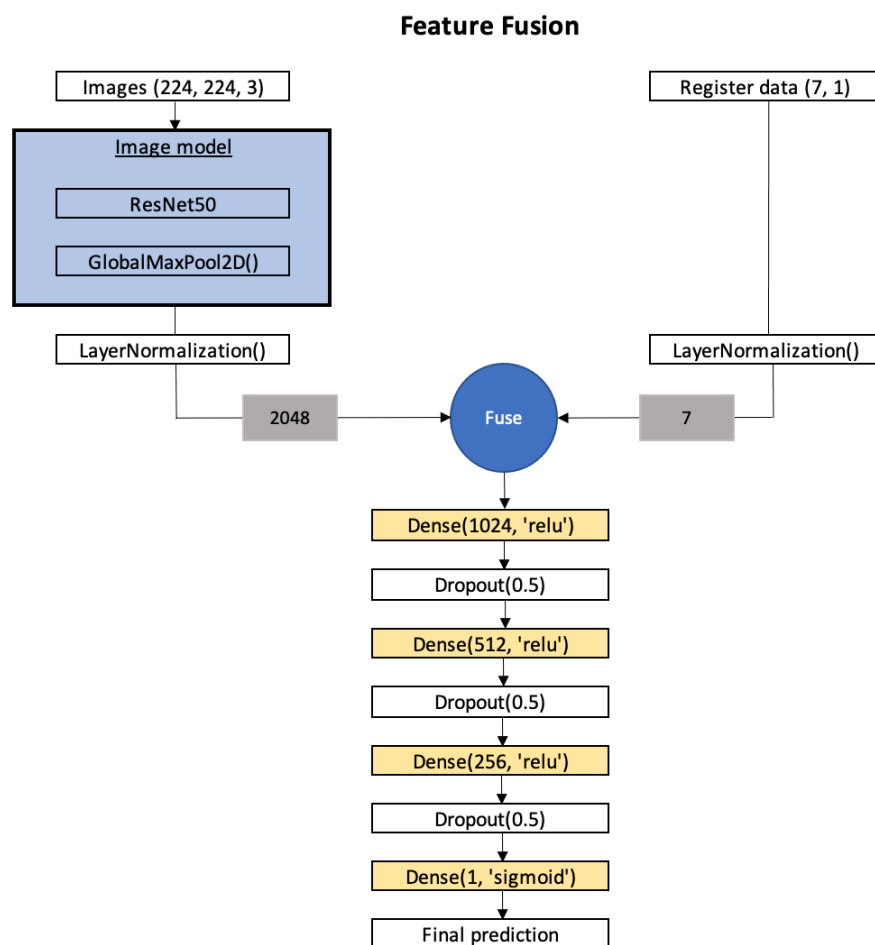 Feature Fusion
Images (224, 224, 3)
Register data (7, 1)
Image model
ResNet50
GlobalMaxPool2D()
LayerNormalization()
LayerNormalization()
2048
Fuse
7
Dense(1024, 'relu')
Dropout(0.5)
Dense(512, 'relu')
Dropout(0.5)
Dense(256, 'relu')
Dropout(0.5)
Dense(1, 'sigmoid')
Final prediction